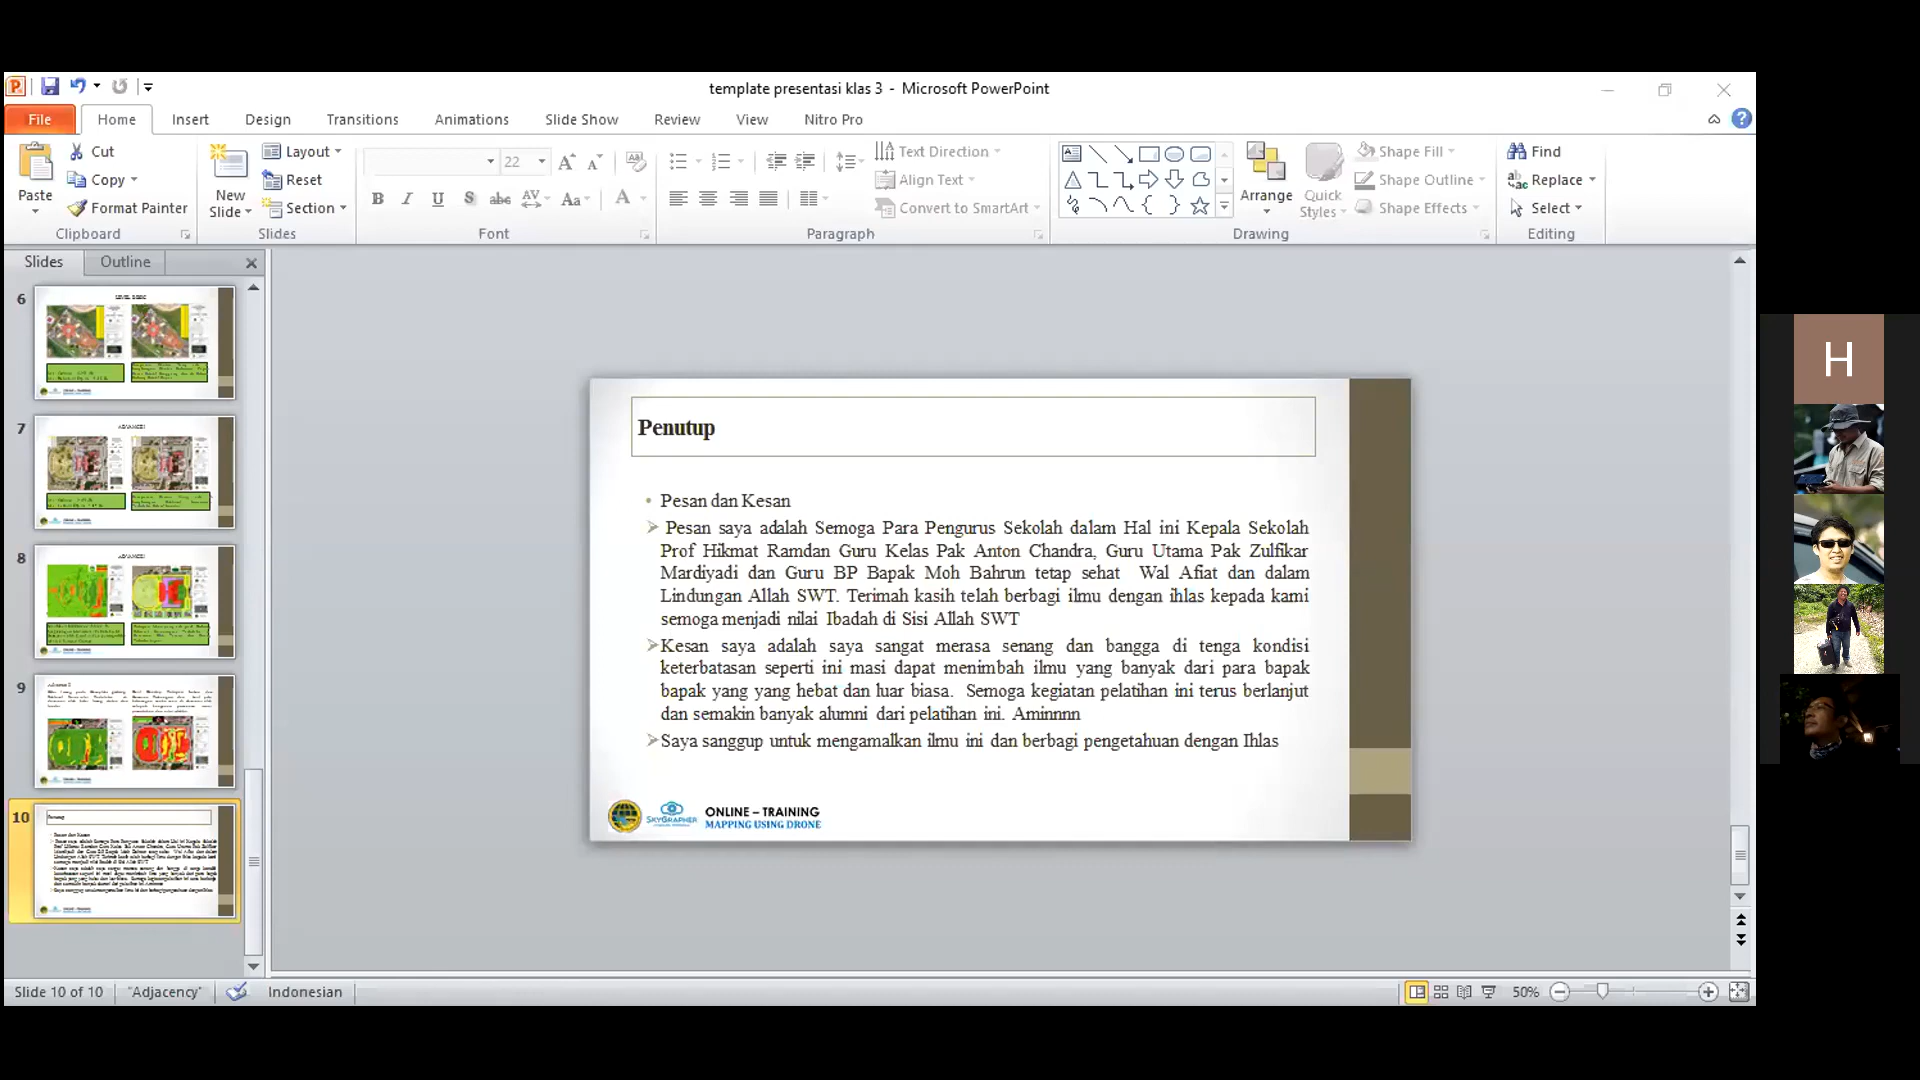 template presentasi klas 3 - Microsoft PowerPoint
File Home Insert Design Transitions Animations Slide Show Review View Nitro Pro
Paste
Cut
Copy
Format Painter
Clipboard
New Slide
Layout
Reset
Section
Slides
22
Font
Text Direction
Align Text
Convert to SmartArt
Paragraph
Arrange
Quick Styles
Shape Fill
Shape Outline
Shape Effects
Drawing
Find
Replace
Select
Editing
Slides Outline
6
7
8
9
10
Penutup
• Pesan dan Kesan
➢ Pesan saya adalah Semoga Para Pengurus Sekolah dalam Hal ini Kepala Sekolah
Prof Hikmat Ramdan Guru Kelas Pak Anton Chandra, Guru Utama Pak Zulfikar
Mardiyadi dan Guru BP Bapak Moh Bahrun tetap sehat Wal Afiat dan dalam
Lindungan Allah SWT. Terimah kasih telah berbagi ilmu dengan ihlas kepada kami
semoga menjadi nilai Ibadah di Sisi Allah SWT
➢ Kesan saya adalah saya sangat merasa senang dan bangga di tenga kondisi
keterbatasan seperti ini masi dapat menimbah ilmu yang banyak dari para bapak
bapak yang yang hebat dan luar biasa. Semoga kegiatan pelatihan ini terus berlanjut
dan semakin banyak alumni dari pelatihan ini. Aminnnn
➢ Saya sanggup untuk mengamalkan ilmu ini dan berbagi pengetahuan dengan Ihlas
SKYGRAPHER
ONLINE – TRAINING
MAPPING USING DRONE
H
Slide 10 of 10 "Adjacency" Indonesian 50%